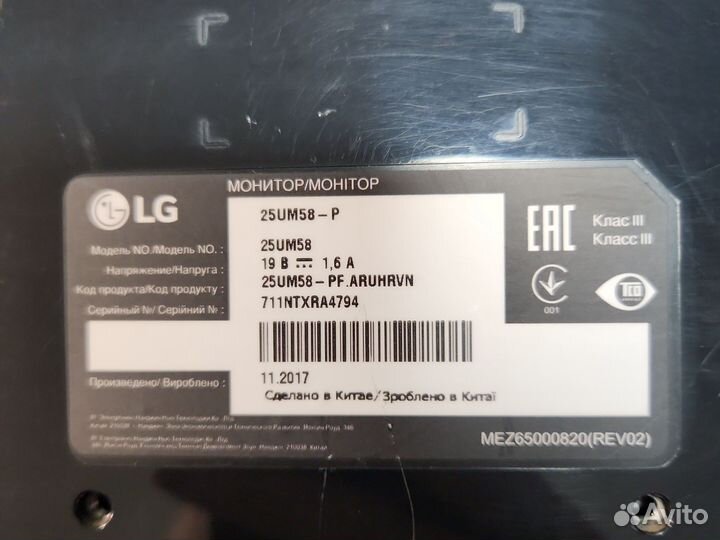 LG
МОНИТОР/МОНІТОР
25UM58-P
Модель NO./Модель NO. : 25UM58
Напряжение/Напруга : 19 В 1,6 А
Код продукта/Код продукту : 25UM58-PF.ARUHRVN
Серийный №/ Серійний № : 711NTXRA4794
EAC
Клас III
Класс III
001
TCO
Произведено/ Вироблено : 11.2017
Сделано в Китае/Зроблено в Китаї
MEZ65000820(REV02)
Avito